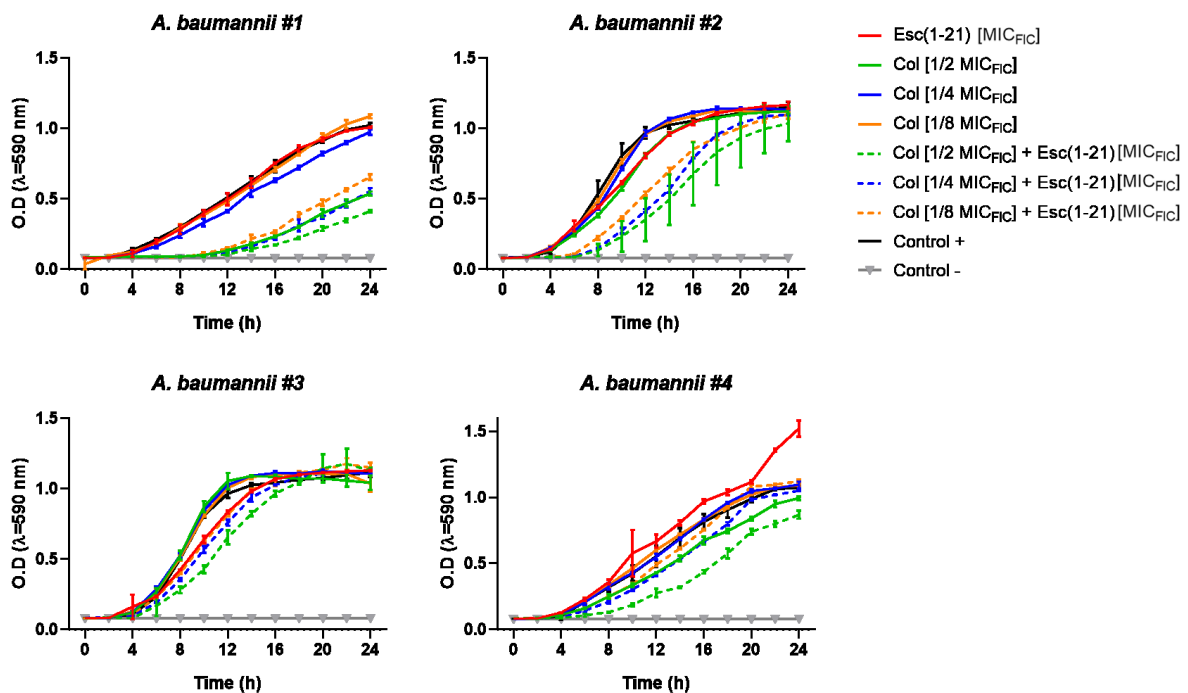 A. baumannii #1
1.5
1.0
0.5
0.0
O.D (λ=590 nm)
0 4 8 12 16 20 24
Time (h)
A. baumannii #2
1.5
1.0
0.5
0.0
O.D (λ=590 nm)
0 4 8 12 16 20 24
Time (h)
Esc(1-21) [MICFIC]
Col [1/2 MICFIC]
Col [1/4 MICFIC]
Col [1/8 MICFIC]
Col [1/2 MICFIC] + Esc(1-21) [MICFIC]
Col [1/4 MICFIC] + Esc(1-21) [MICFIC]
Col [1/8 MICFIC] + Esc(1-21) [MICFIC]
Control +
Control -
A. baumannii #3
1.5
1.0
0.5
0.0
O.D (λ=590 nm)
0 4 8 12 16 20 24
Time (h)
A. baumannii #4
1.5
1.0
0.5
0.0
O.D (λ=590 nm)
0 4 8 12 16 20 24
Time (h)